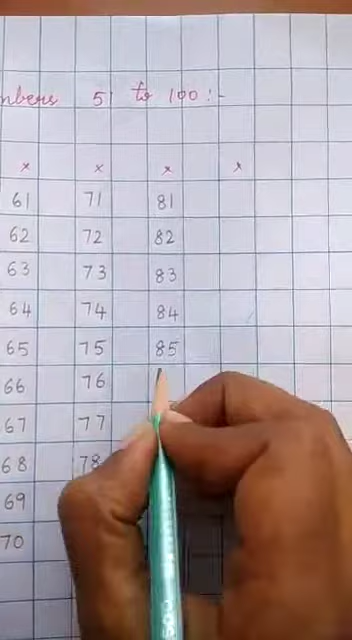 51 to 100 :-
x x x x
61 71 81
62 72 82
63 73 83
64 74 84
65 75 85
66 76
67 77
68 78
69
70